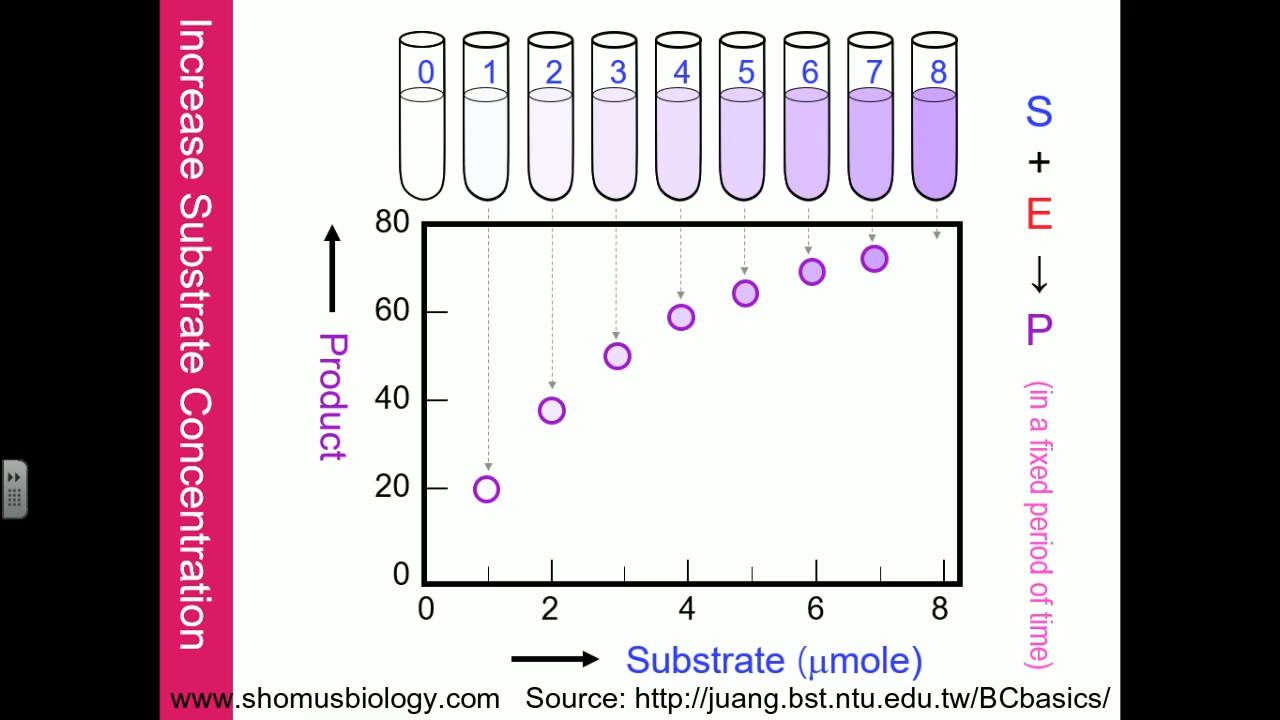 Increase Substrate Concentration
0 1 2 3 4 5 6 7 8
80
60
40
20
0
Product
0 2 4 6 8
Substrate (μmole)
S
+
E
↓
P
(in a fixed period of time)
www.shomusbiology.com Source: http://juang.bst.ntu.edu.tw/BCbasics/